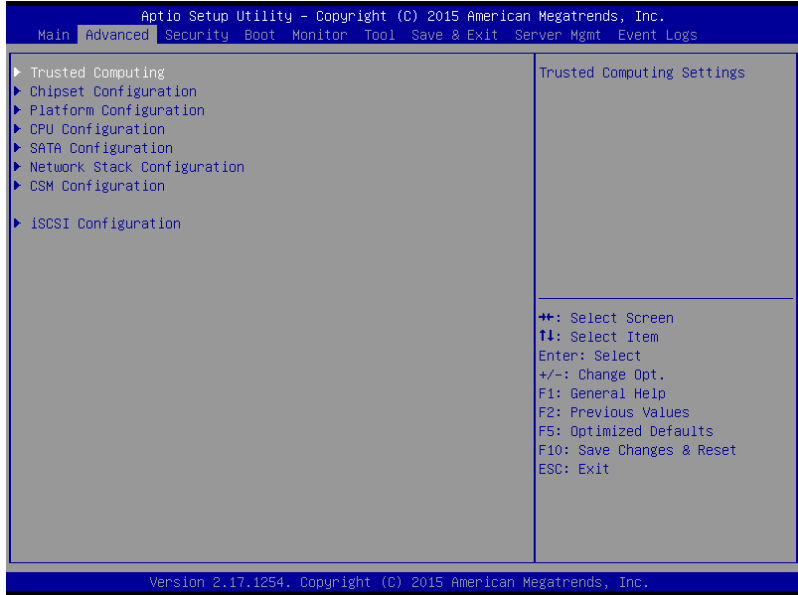 Aptio Setup Utility – Copyright (C) 2015 American Megatrends, Inc.
Main Advanced Security Boot Monitor Tool Save & Exit Server Mgmt Event Logs
Trusted Computing
Chipset Configuration
Platform Configuration
CPU Configuration
SATA Configuration
Network Stack Configuration
CSM Configuration
iSCSI Configuration
Trusted Computing Settings
→←: Select Screen
↑↓: Select Item
Enter: Select
+/-: Change Opt.
F1: General Help
F2: Previous Values
F5: Optimized Defaults
F10: Save Changes & Reset
ESC: Exit
Version 2.17.1254. Copyright (C) 2015 American Megatrends, Inc.